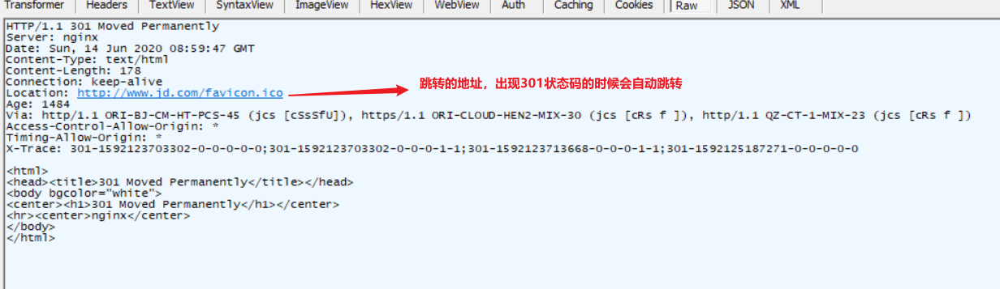 Transformer Headers TextView SyntaxView ImageView HexView WebView Auth Caching Cookies Raw JSON XML
HTTP/1.1 301 Moved Permanently
Server: nginx
Date: Sun, 14 Jun 2020 08:59:47 GMT
Content-Type: text/html
Content-Length: 178
Connection: keep-alive
Location: http://www.jd.com/favicon.ico
跳转的地址，出现301状态码的时候会自动跳转
Age: 1484
Via: http/1.1 ORI-BJ-CM-HT-PCS-45 (jcs [cSsSfU]), https/1.1 ORI-CLOUD-HEN2-MIX-30 (jcs [cRs f ]), http/1.1 QZ-CT-1-MIX-23 (jcs [cRs f ])
Access-Control-Allow-Origin: *
Timing-Allow-Origin: *
X-Trace: 301-1592123703302-0-0-0-0-0;301-1592123703302-0-0-0-1-1;301-1592123713668-0-0-0-1-1;301-1592125187271-0-0-0-0-0
<html>
<head><title>301 Moved Permanently</title></head>
<body bgcolor="white">
<center><h1>301 Moved Permanently</h1></center>
<hr><center>nginx</center>
</body>
</html>